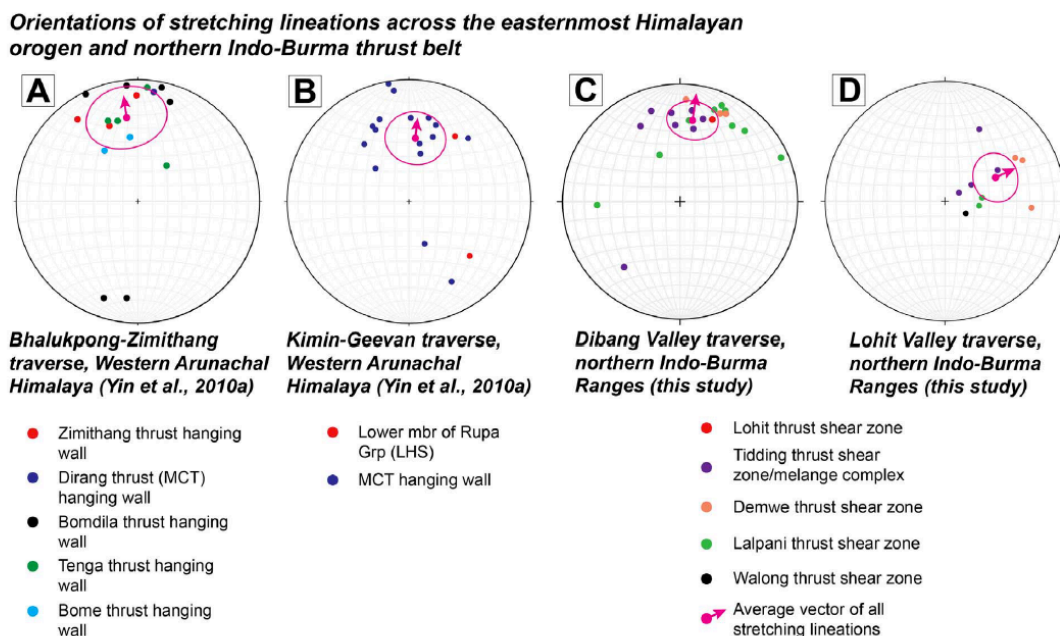 Orientations of stretching lineations across the easternmost Himalayan
orogen and northern Indo-Burma thrust belt
A
B
C
D
Bhalukpong-Zimithang
traverse, Western Arunachal
Himalaya (Yin et al., 2010a)
Kimin-Geevan traverse,
Western Arunachal
Himalaya (Yin et al., 2010a)
Dibang Valley traverse,
northern Indo-Burma
Ranges (this study)
Lohit Valley traverse,
northern Indo-Burma
Ranges (this study)
Zimithang thrust hanging
wall
Dirang thrust (MCT)
hanging wall
Bomdila thrust hanging
wall
Tenga thrust hanging
wall
Bome thrust hanging
wall
Lower mbr of Rupa
Grp (LHS)
MCT hanging wall
Lohit thrust shear zone
Tidding thrust shear
zone/melange complex
Demwe thrust shear zone
Lalpani thrust shear zone
Walong thrust shear zone
Average vector of all
stretching lineations